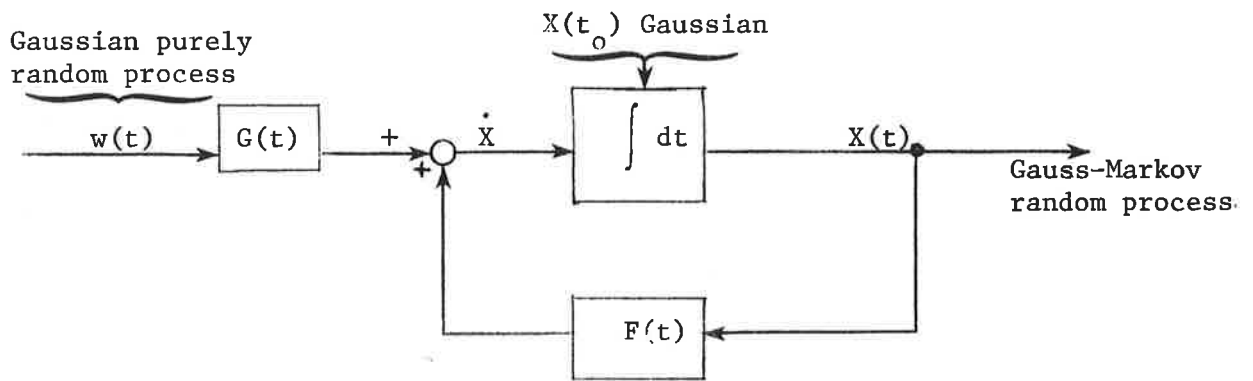 X(t₀) Gaussian
Gaussian purely
random process
w(t)
G(t)
+
+
Ẋ
∫ dt
X(t)
Gauss-Markov
random process
F(t)